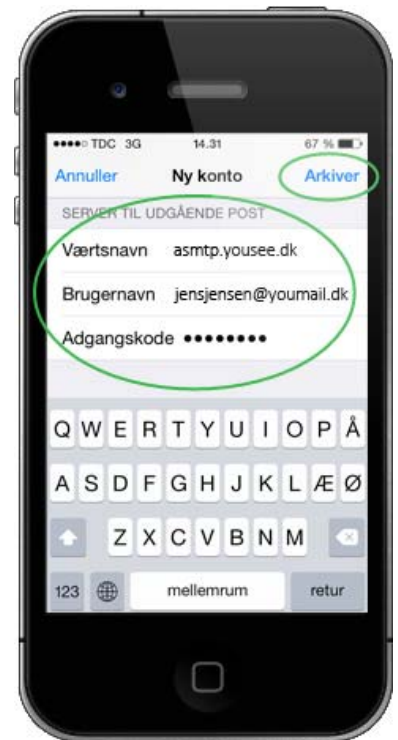 TDC 3G 14.31 67 %
Annuller Ny konto Arkiver
SERVER TIL UDGÅENDE POST
Værtsnavn asmtp.yousee.dk
Brugernavn jensjensen@youmail.dk
Adgangskode ••••••••
Q W E R T Y U I O P Å
A S D F G H J K L Æ Ø
Z X C V B N M
123 mellemrum retur